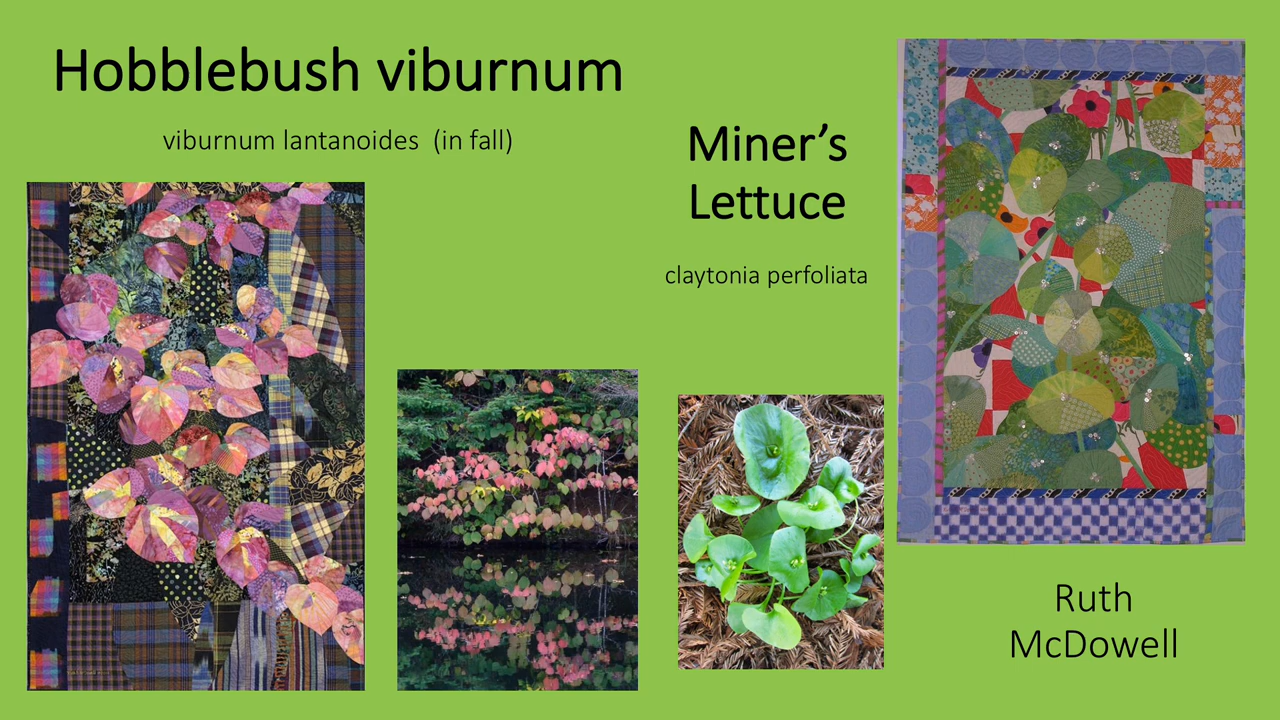 Hobblebush viburnum
viburnum lantanoides  (in fall)
Miner’s
Lettuce
claytonia perfoliata
Ruth
McDowell